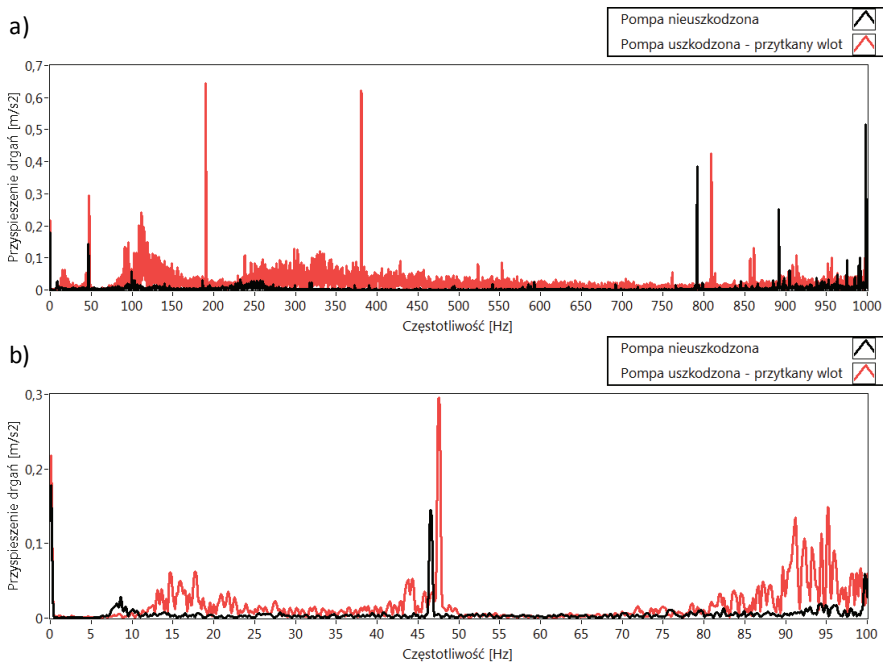 a)
Pompa nieuszkodzona
Pompa uszkodzona - przytkany wlot
Przyspieszenie drgań [m/s2]
0,7
0,6
0,5
0,4
0,3
0,2
0,1
0
0 50 100 150 200 250 300 350 400 450 500 550 600 650 700 750 800 850 900 950 1000
Częstotliwość [Hz]
b)
Pompa nieuszkodzona
Pompa uszkodzona - przytkany wlot
Przyspieszenie drgań [m/s2]
0,3
0,2
0,1
0
0 5 10 15 20 25 30 35 40 45 50 55 60 65 70 75 80 85 90 95 100
Częstotliwość [Hz]